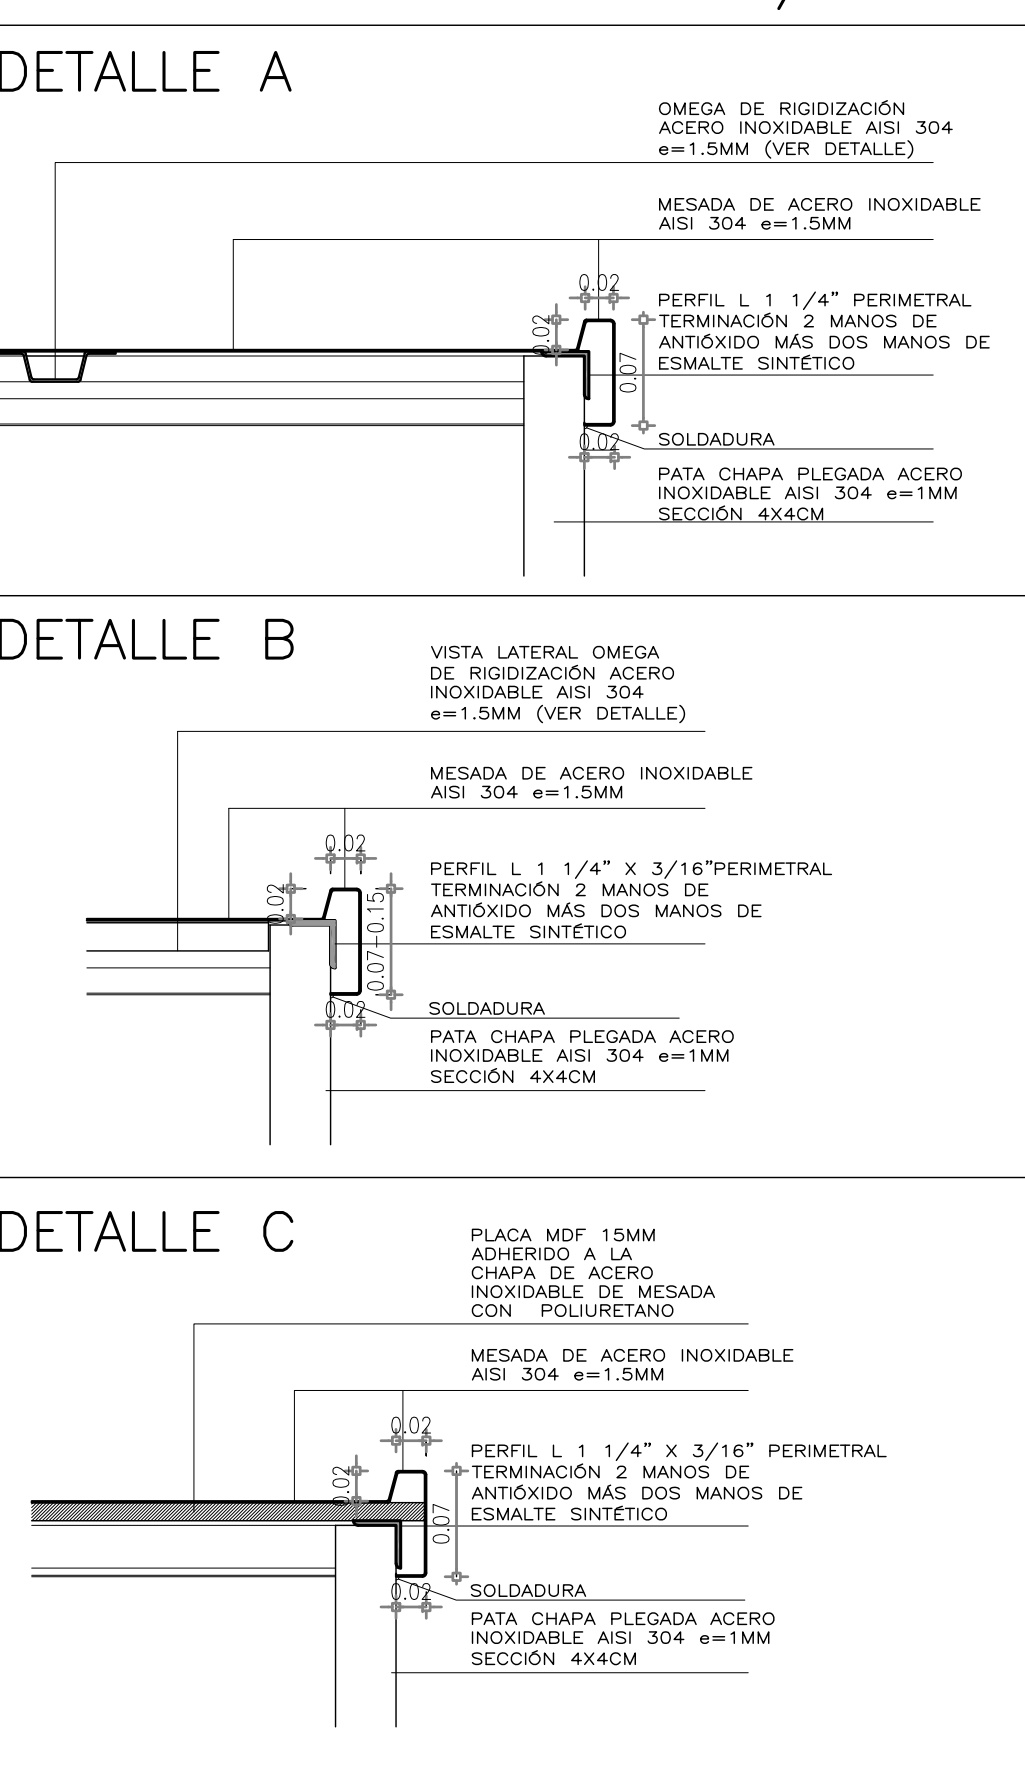 DETALLE A
OMEGA DE RIGIDIZACIÓN
ACERO INOXIDABLE AISI 304
e=1.5MM (VER DETALLE)
MESADA DE ACERO INOXIDABLE
AISI 304 e=1.5MM
0.02
0.02
0.07
PERFIL L 1 1/4” PERIMETRAL
TERMINACIÓN 2 MANOS DE
ANTIÓXIDO MÁS DOS MANOS DE
ESMALTE SINTÉTICO
0.02
SOLDADURA
PATA CHAPA PLEGADA ACERO
INOXIDABLE AISI 304 e=1MM
SECCIÓN 4X4CM
DETALLE B
VISTA LATERAL OMEGA
DE RIGIDIZACIÓN ACERO
INOXIDABLE AISI 304
e=1.5MM (VER DETALLE)
MESADA DE ACERO INOXIDABLE
AISI 304 e=1.5MM
0.02
0.02
0.07-0.15
PERFIL L 1 1/4” X 3/16”PERIMETRAL
TERMINACIÓN 2 MANOS DE
ANTIÓXIDO MÁS DOS MANOS DE
ESMALTE SINTÉTICO
0.02
SOLDADURA
PATA CHAPA PLEGADA ACERO
INOXIDABLE AISI 304 e=1MM
SECCIÓN 4X4CM
DETALLE C
PLACA MDF 15MM
ADHERIDO A LA
CHAPA DE ACERO
INOXIDABLE DE MESADA
CON POLIURETANO
MESADA DE ACERO INOXIDABLE
AISI 304 e=1.5MM
0.02
0.02
0.07
PERFIL L 1 1/4” X 3/16” PERIMETRAL
TERMINACIÓN 2 MANOS DE
ANTIÓXIDO MÁS DOS MANOS DE
ESMALTE SINTÉTICO
0.02
SOLDADURA
PATA CHAPA PLEGADA ACERO
INOXIDABLE AISI 304 e=1MM
SECCIÓN 4X4CM